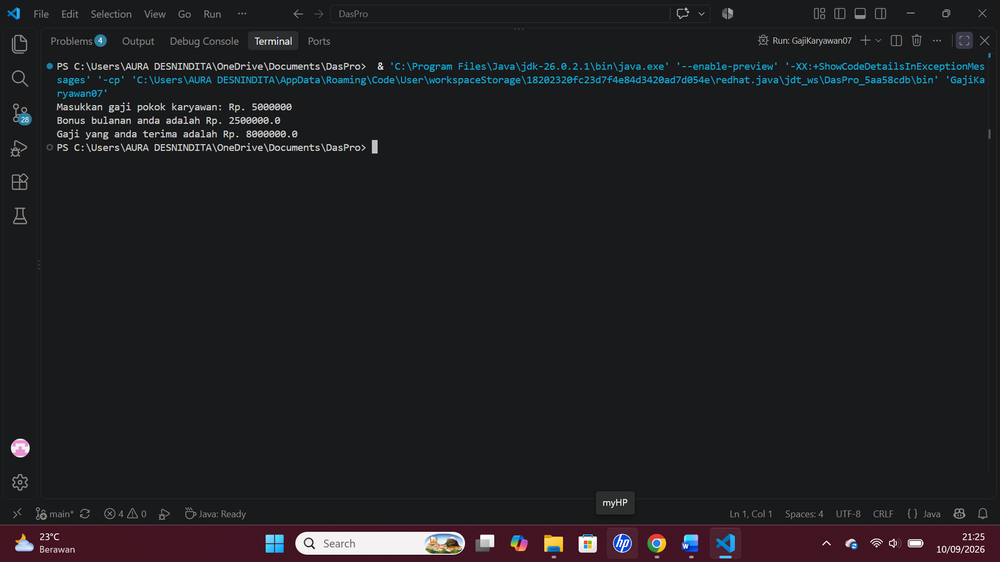 File Edit Selection View Go Run ··· DasPro
Problems 4 Output Debug Console Terminal Ports Run: GajiKaryawan07
PS C:\Users\AURA DESNINDITA\OneDrive\Documents\DasPro> & 'C:\Program Files\Java\jdk-26.0.2.1\bin\java.exe' '--enable-preview' '-XX:+ShowCodeDetailsInExceptionMes
sages' '-cp' 'C:\Users\AURA DESNINDITA\AppData\Roaming\Code\User\workspaceStorage\18202320fc23d7f4e84d3420ad7d054e\redhat.java\jdt_ws\DasPro_5aa58cdb\bin' 'GajiKa
ryawan07'
Masukkan gaji pokok karyawan: Rp. 5000000
Bonus bulanan anda adalah Rp. 2500000.0
Gaji yang anda terima adalah Rp. 8000000.0
PS C:\Users\AURA DESNINDITA\OneDrive\Documents\DasPro>
28
myHP
main* 4 0 Java: Ready Ln 1, Col 1 Spaces: 4 UTF-8 CRLF { } Java
23°C
Berawan
Search
hp
W
21:25
10/09/2026